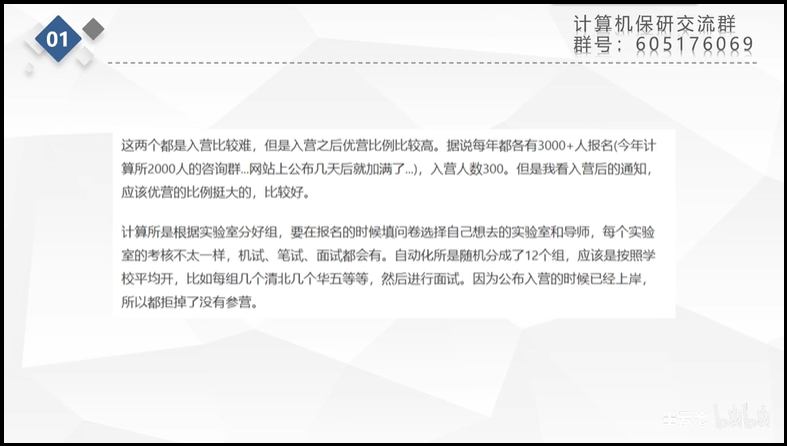 01
计算机保研交流群
群号：605176069
这两个都是入营比较难，但是入营之后优营比例比较高。据说每年都各有3000+人报名(今年计
算所2000人的咨询群...网站上公布几天后就加满了...)，入营人数300。但是我看入营后的通知，
应该优营的比例挺大的，比较好。
计算所是根据实验室分好组，要在报名的时候填问卷选择自己想去的实验室和导师，每个实验
室的考核不太一样，机试、笔试、面试都会有。自动化所是随机分成了12个组，应该是按照学
校平均开，比如每组几个清北几个华五等等，然后进行面试。因为公布入营的时候已经上岸，
所以都拒掉了没有参营。
bilibili